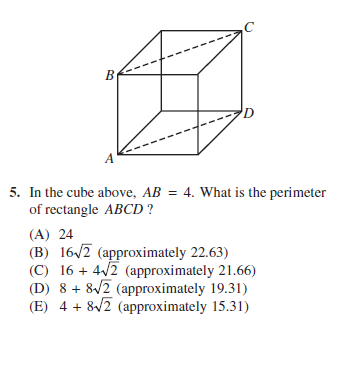 C
B
D
A
5. In the cube above, AB = 4. What is the perimeter
of rectangle ABCD ?
(A) 24
(B) 16√2 (approximately 22.63)
(C) 16 + 4√2 (approximately 21.66)
(D) 8 + 8√2 (approximately 19.31)
(E) 4 + 8√2 (approximately 15.31)